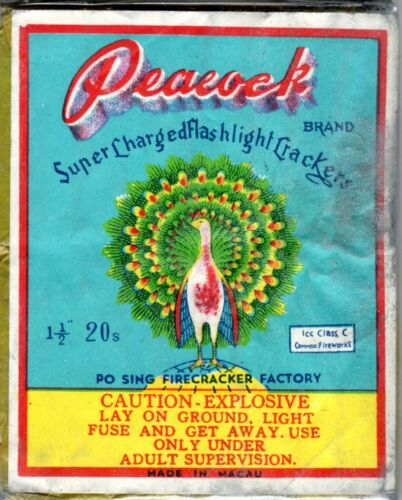 Peacock
BRAND
Super Charged Flashlight Crackers
1½" 20s
Icc Class C
Common Fireworks
PO SING FIRECRACKER FACTORY
CAUTION-EXPLOSIVE
LAY ON GROUND, LIGHT
FUSE AND GET AWAY. USE
ONLY UNDER
ADULT SUPERVISION.
MADE IN MACAU